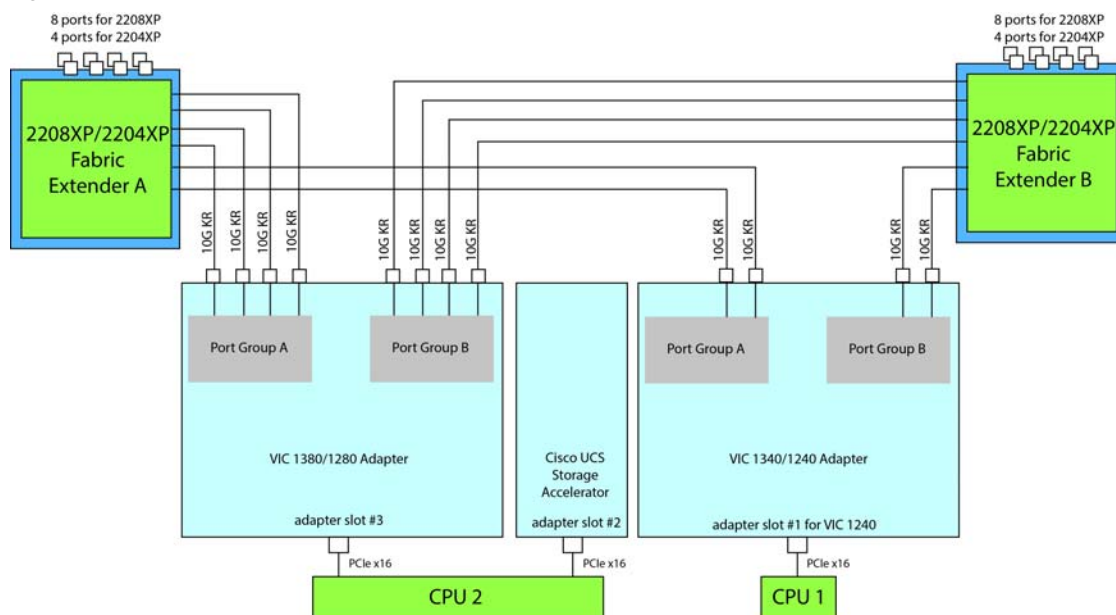 8 ports for 2208XP
4 ports for 2204XP
8 ports for 2208XP
4 ports for 2204XP
2208XP/2204XP
Fabric
Extender A
2208XP/2204XP
Fabric
Extender B
10G KR
10G KR
10G KR
10G KR
10G KR
10G KR
10G KR
10G KR
10G KR
10G KR
10G KR
10G KR
Port Group A
Port Group B
Port Group A
Port Group B
VIC 1380/1280 Adapter
adapter slot #3
Cisco UCS
Storage
Accelerator
adapter slot #2
VIC 1340/1240 Adapter
adapter slot #1 for VIC 1240
PCIe x16
PCIe x16
PCIe x16
CPU 2
CPU 1